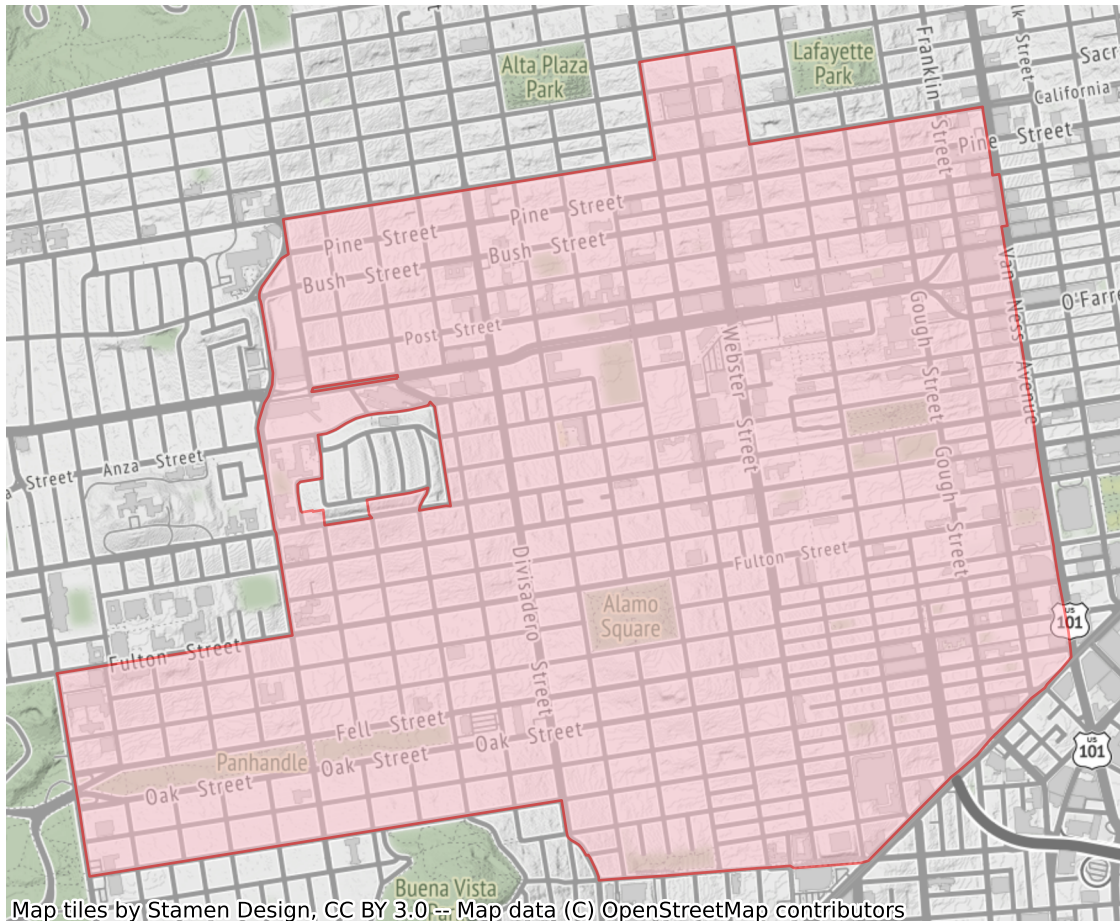 Alta Plaza
Park
Lafayette
Park
Franklin
Street
Street
Sacr
California
Pine Street
Pine Street
Pine Street
Bush Street
Bush Street
Van Ness Avenue
O'Farre
Post Street
Gough Street
Webster Street
Anza Street
a Street
Gough Street
Divisadero Street
Fulton Street
Alamo
Square
US
101
Fulton Street
Fell Street
Oak Street
Panhandle
Oak Street
Oak Street
US
101
Buena Vista
Map tiles by Stamen Design, CC BY 3.0 -- Map data (C) OpenStreetMap contributors